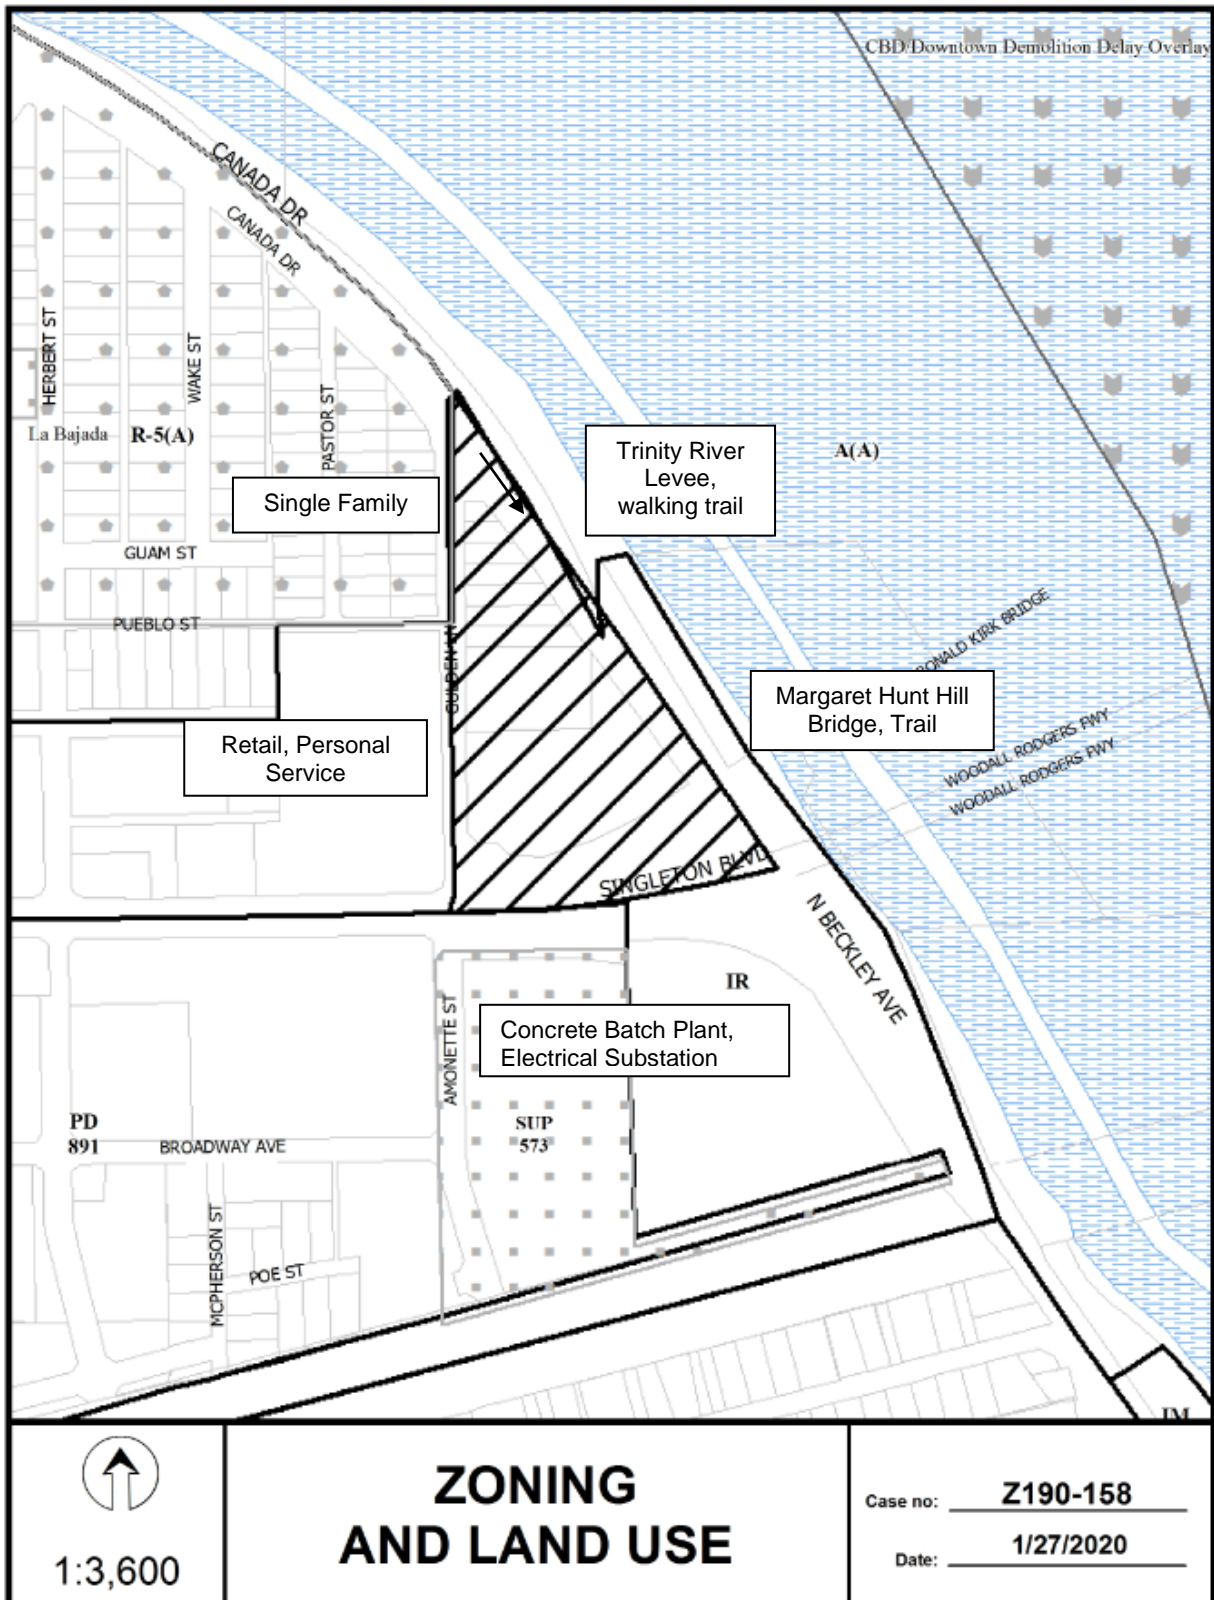 CBD/Downtown Demolition Delay Overlay
CANADA DR
CANADA DR
HERBERT ST
WAKE ST
PASTOR ST
La Bajada
R-5(A)
A(A)
Single Family
Trinity River
Levee,
walking trail
GUAM ST
PUEBLO ST
GULDEN LN
RONALD KIRK BRIDGE
Margaret Hunt Hill
Bridge, Trail
Retail, Personal
Service
WOODALL RODGERS FWY
WOODALL RODGERS FWY
SINGLETON BLVD
N BECKLEY AVE
IR
AMONETTE ST
Concrete Batch Plant,
Electrical Substation
PD
891
BROADWAY AVE
SUP
573
MCPHERSON ST
POE ST
IM
1:3,600
ZONING
AND LAND USE
Case no: Z190-158
Date: 1/27/2020